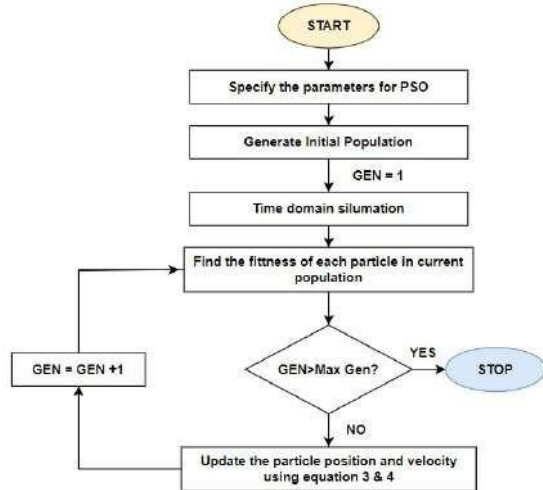 START
Specify the parameters for PSO
Generate Initial Population
GEN = 1
Time domain silumation
Find the fittness of each particle in current
population
GEN = GEN +1
GEN>Max Gen?
YES
STOP
NO
Update the particle position and velocity
using equation 3 & 4